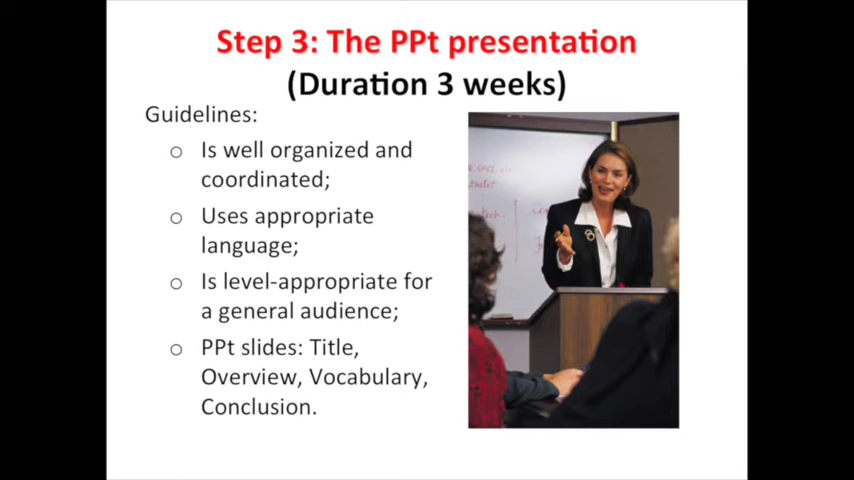 Step 3: The PPt presentation
(Duration 3 weeks)
Guidelines:
o Is well organized and
coordinated;
o Uses appropriate
language;
o Is level-appropriate for
a general audience;
o PPt slides: Title,
Overview, Vocabulary,
Conclusion.